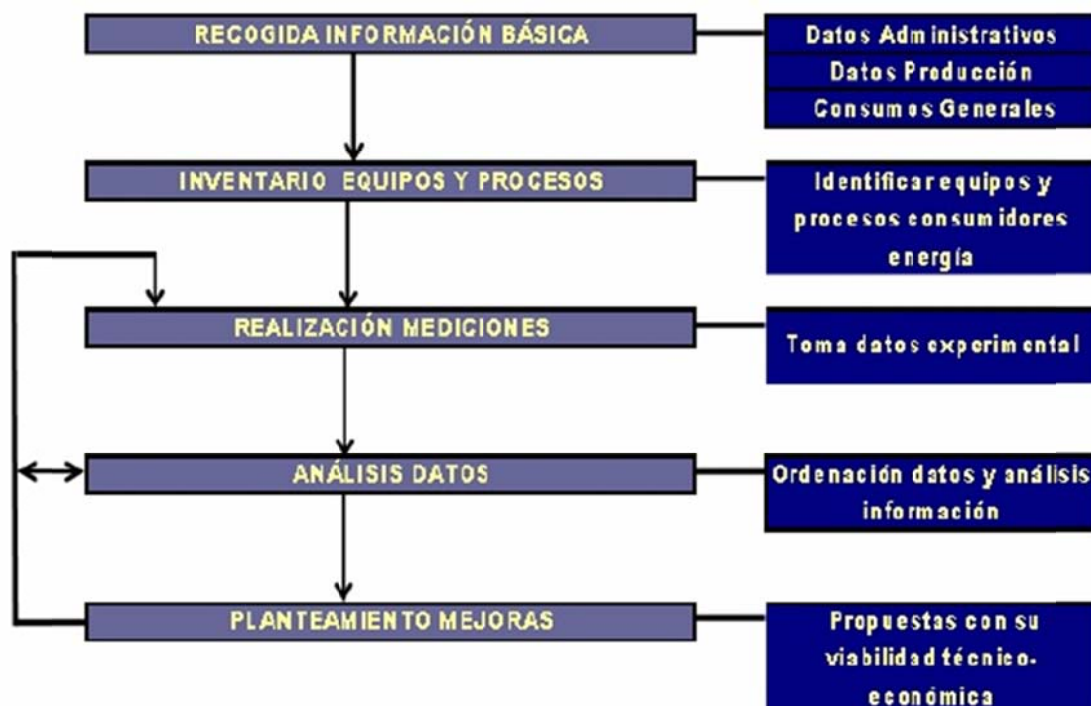 RECOGIDA INFORMACIÓN BÁSICA
Datos Administrativos
Datos Producción
Consumos Generales
INVENTARIO EQUIPOS Y PROCESOS
Identificar equipos y
procesos consumidores
energía
REALIZACIÓN MEDICIONES
Toma datos experimental
ANÁLISIS DATOS
Ordenación datos y análisis
información
PLANTEAMIENTO MEJORAS
Propuestas con su
viabilidad técnico-
económica